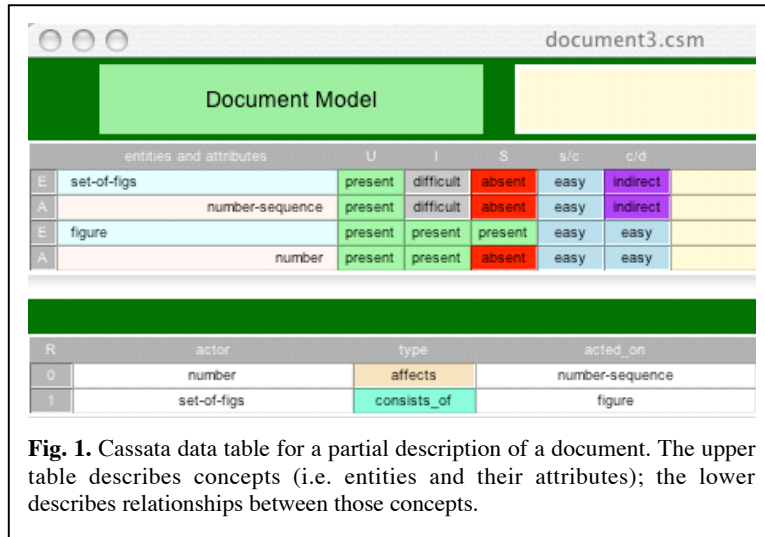 document3.csm
Document Model
entities and attributes U I S s/c c/d
E set-of-figs present difficult absent easy indirect
A number-sequence present difficult absent easy indirect
E figure present present present easy easy
A number present present absent easy easy
R actor type acted_on
0 number affects number-sequence
1 set-of-figs consists_of figure
Fig. 1. Cassata data table for a partial description of a document. The upper
table describes concepts (i.e. entities and their attributes); the lower
describes relationships between those concepts.